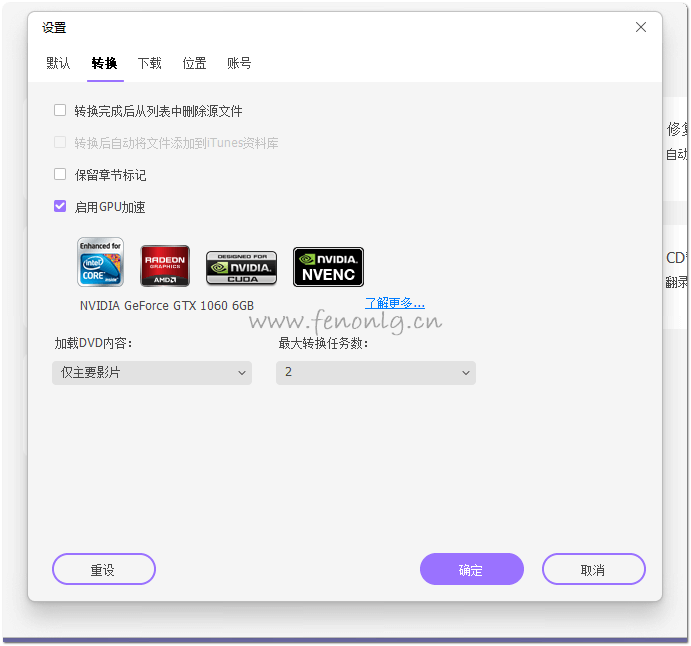 设置
默认 转换 下载 位置 账号
转换完成后从列表中删除源文件
转换后自动将文件添加到iTunes资料库
修复
自动
保留章节标记
启用GPU加速
Enhanced for
intel
CORE
inside
RADEON
GRAPHICS
AMD
DESIGNED FOR
NVIDIA.
CUDA
NVIDIA.
NVENC
CD
翻录
NVIDIA GeForce GTX 1060 6GB
了解更多...
www.fenonlg.cn
加载DVD内容: 最大转换任务数:
仅主要影片 2
重设 确定 取消